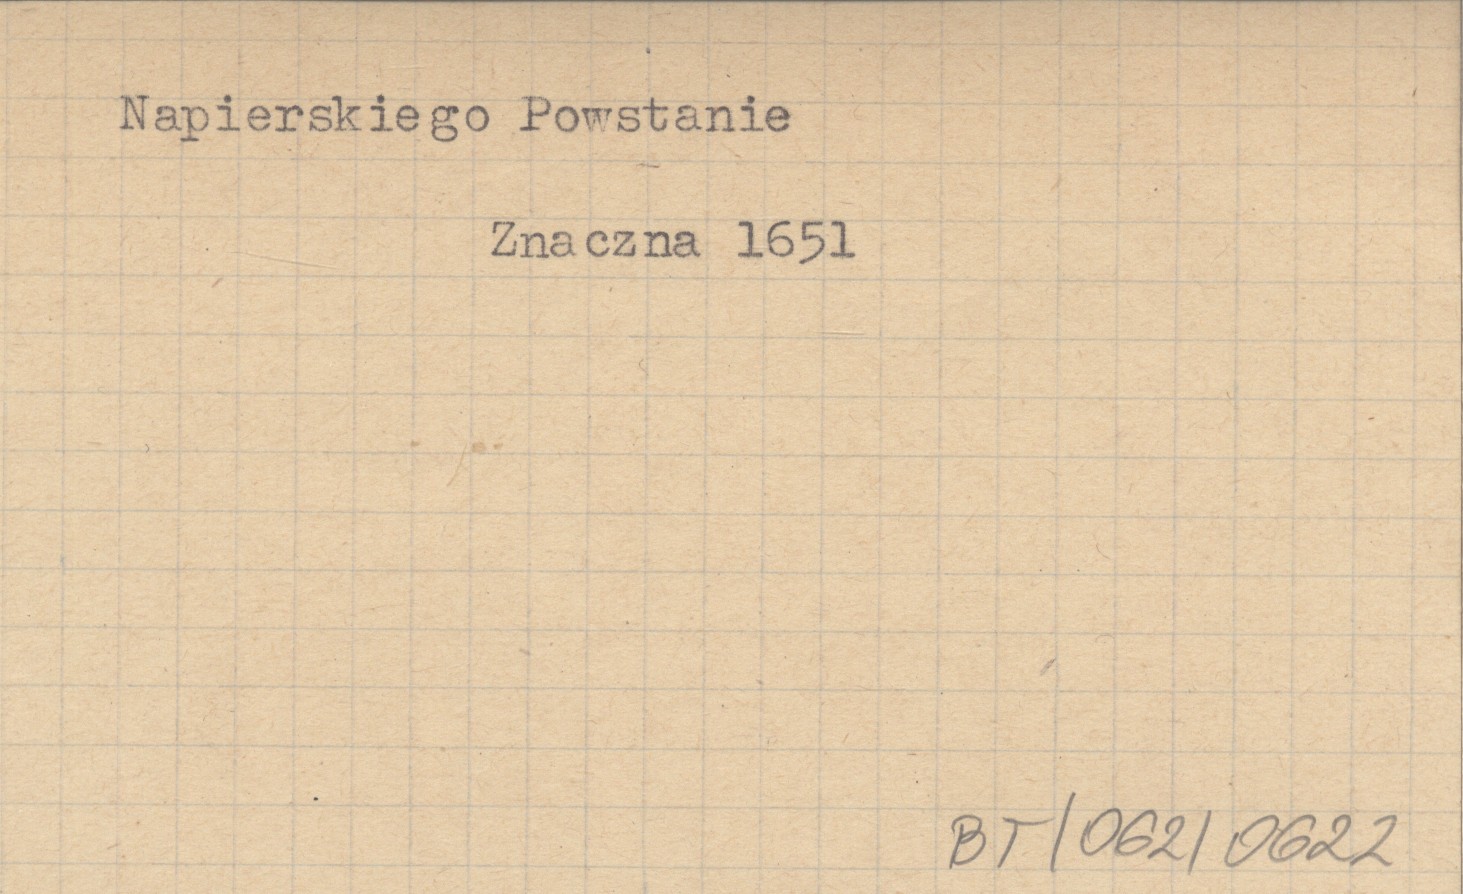 Napierskiego Powstanie
Znaczna 1651
BT/062/0622